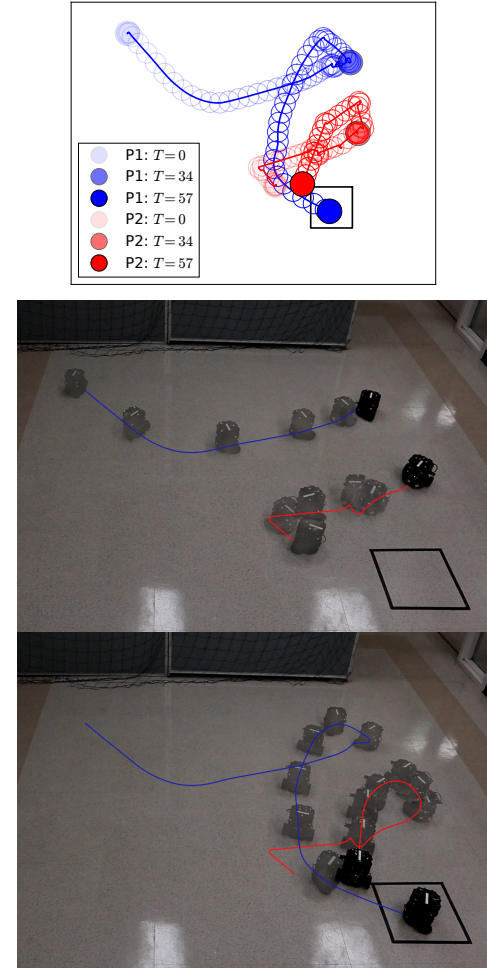 P1: T = 0
P1: T = 34
P1: T = 57
P2: T = 0
P2: T = 34
P2: T = 57